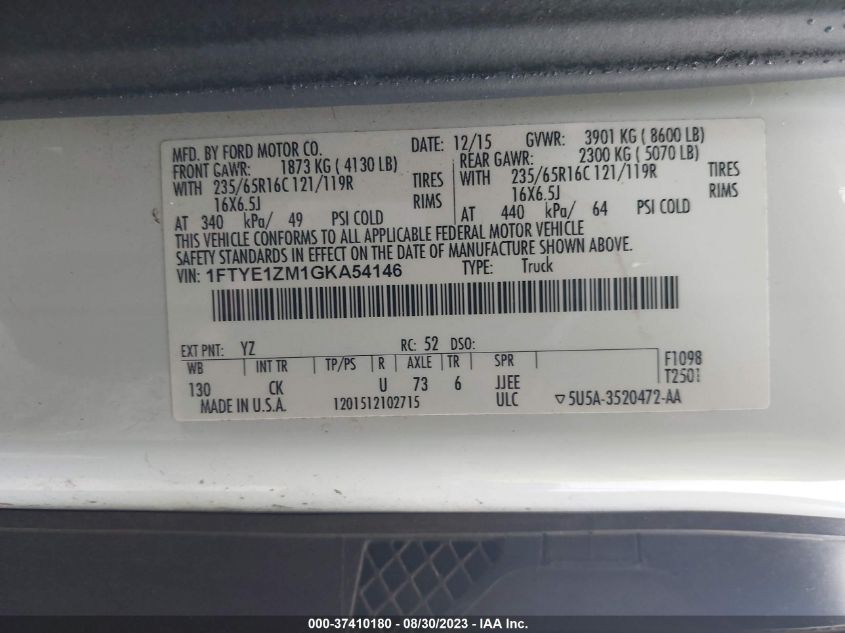 MFD. BY FORD MOTOR CO. DATE: 12/15 GVWR: 3901 KG ( 8600 LB)
FRONT GAWR: 1873 KG ( 4130 LB) REAR GAWR: 2300 KG ( 5070 LB)
WITH 235/65R16C 121/119R TIRES WITH 235/65R16C 121/119R TIRES
16X6.5J RIMS 16X6.5J RIMS
AT 340 kPa/ 49 PSI COLD AT 440 kPa/ 64 PSI COLD
THIS VEHICLE CONFORMS TO ALL APPLICABLE FEDERAL MOTOR VEHICLE
SAFETY STANDARDS IN EFFECT ON THE DATE OF MANUFACTURE SHOWN ABOVE.
VIN: 1FTYE1ZM1GKA54146 TYPE: Truck
EXT PNT: YZ RC: 52 DSO:
WB INT TR TP/PS R AXLE TR SPR F1098
130 CK U 73 6 JJEE T2501
MADE IN U.S.A. 1201512102715 ULC ▽5U5A-3520472-AA
000-37410180 - 08/30/2023 - IAA Inc.